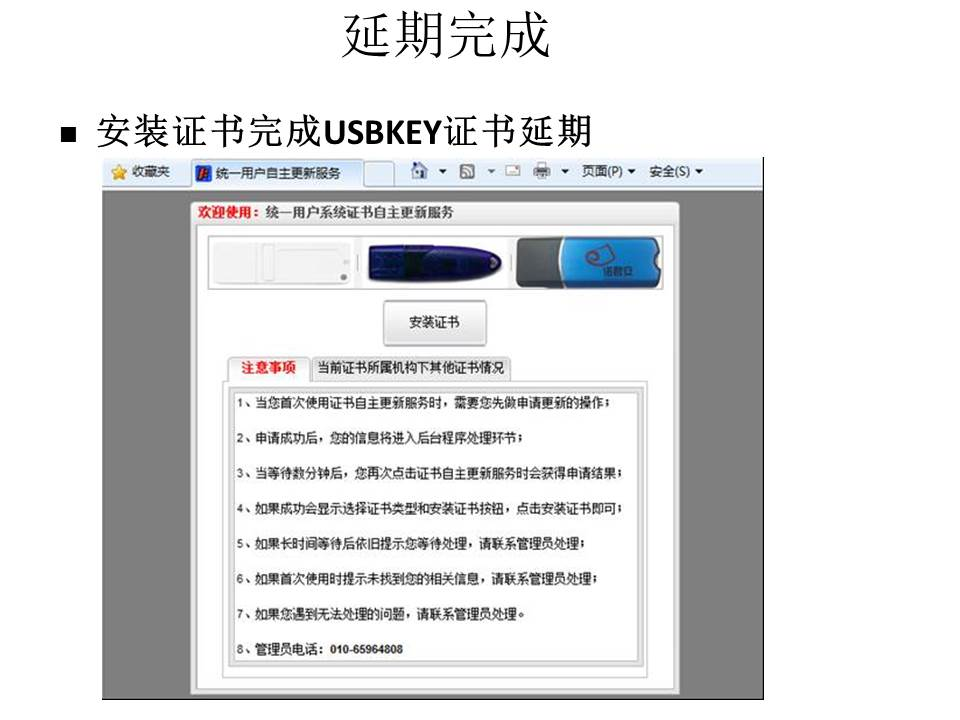 延期完成
安装证书完成USBKEY证书延期
收藏夹 统一用户自主更新服务 页面(P) 安全(S)
欢迎使用：统一用户系统证书自主更新服务
安装证书
注意事项 当前证书所属机构下其他证书情况
1、当您首次使用证书自主更新服务时，需要您先做申请更新的操作；
2、申请成功后，您的信息将进入后台程序处理环节；
3、当等待数分钟后，您再次点击证书自主更新服务时会获得申请结果；
4、如果成功会显示选择证书类型和安装证书按钮，点击安装证书即可；
5、如果长时间等待后依旧提示您等待处理，请联系管理员处理；
6、如果首次使用时提示未找到您的相关信息，请联系管理员处理；
7、如果您遇到无法处理的问题，请联系管理员处理。
8、管理员电话：010-65964808